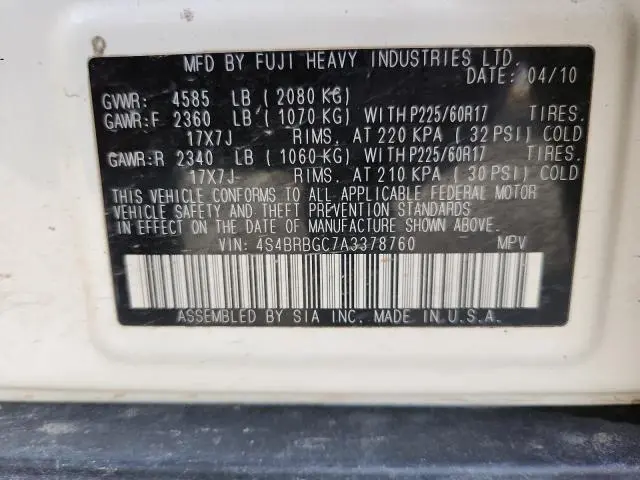 MFD BY FUJI HEAVY INDUSTRIES LTD.
DATE: 04/10
GVWR: 4585 LB (2080 KG)
GAWR:F 2360 LB (1070 KG) WITH P225/60R17 TIRES.
17X7J RIMS. AT 220 KPA (32 PSI) COLD
GAWR:R 2340 LB (1060 KG) WITH P225/60R17 TIRES.
17X7J RIMS. AT 210 KPA (30 PSI) COLD
THIS VEHICLE CONFORMS TO ALL APPLICABLE FEDERAL MOTOR
VEHICLE SAFETY AND THEFT PREVENTION STANDARDS
IN EFFECT ON THE DATE OF MANUFACTURE SHOWN ABOVE.
VIN: 4S4BRBGC7A3378760 MPV
ASSEMBLED BY SIA INC. MADE IN U.S.A.